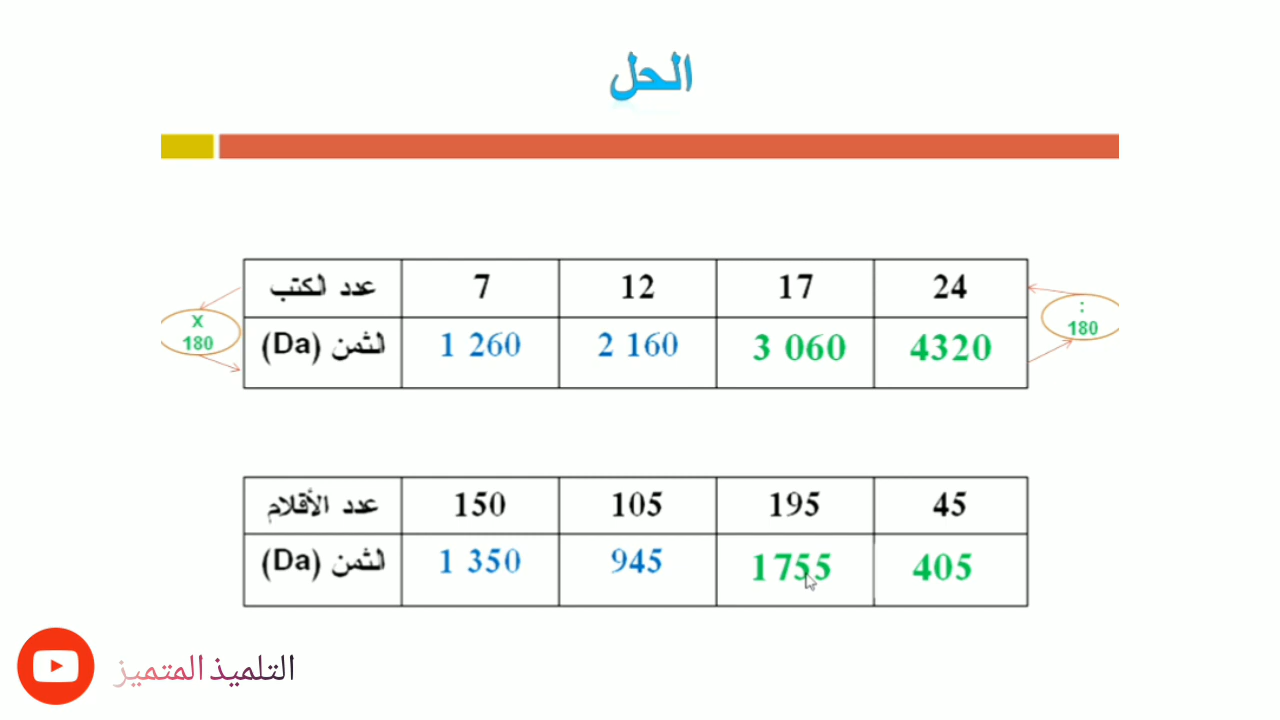 الحل
عدد الكتب 7 12 17 24
x
180
:
180
الثمن (Da) 1 260 2 160 3 060 4320
عدد الأقلام 150 105 195 45
الثمن (Da) 1 350 945 1755 405
التلميذ المتميز